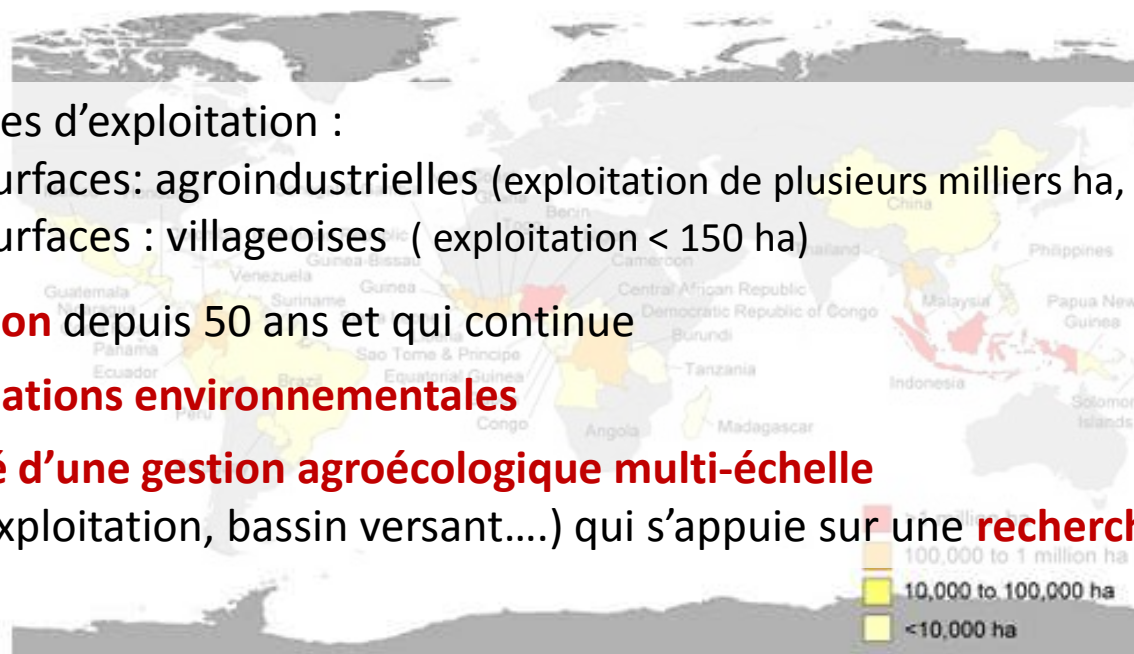 es d'exploitation :
urfaces: agroindustrielles (exploitation de plusieurs milliers ha,
urfaces : villageoises ( exploitation < 150 ha)
on depuis 50 ans et qui continue
ations environnementales
é d'une gestion agroécologique multi-échelle
xploitation, bassin versant….) qui s'appuie sur une recherch
China
Benin
Thailand
Philippines
Cameroon
Guinea-Bissau
Venezuela
Guatemala
Suriname
Guinea
Central African Republic
Malaysia
Papua New
Guinea
Nicaragua
Democratic Republic of Congo
Panama
Burundi
Sao Tome & Principe
Ecuador
Equatorial Guinea
Tanzania
Indonesia
Brazil
Solomon
Islands
Peru
Congo
Angola
Madagascar
100,000 to 1 million ha
10,000 to 100,000 ha
<10,000 ha